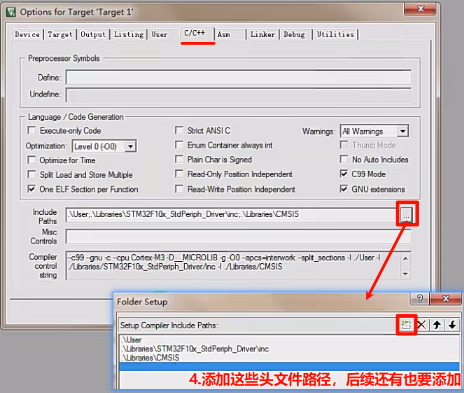 Options for Target 'Target 1'
Device Target Output Listing User C/C++ Asm Linker Debug Utilities
Preprocessor Symbols
Define:
Undefine:
Language / Code Generation
Execute-only Code
Strict ANSI C
Warnings: All Warnings
Optimization: Level 0 (-O0)
Enum Container always int
Thumb Mode
Optimize for Time
Plain Char is Signed
No Auto Includes
Split Load and Store Multiple
Read-Only Position Independent
C99 Mode
One ELF Section per Function
Read-Write Position Independent
GNU extensions
Include Paths
.\User;.\Libraries\STM32F10x_StdPeriph_Driver\inc;.\Libraries\CMSIS
...
Misc Controls
Compiler control string
-c99 -gnu -c --cpu Cortex-M3 -D__MICROLIB -g -O0 --apcs=interwork --split_sections -I ./User -I
./Libraries/STM32F10x_StdPeriph_Driver/inc -I ./Libraries/CMSIS
Folder Setup
Setup Compiler Include Paths:
.\User
.\Libraries\STM32F10x_StdPeriph_Driver\inc
.\Libraries\CMSIS
4.添加这些头文件路径，后续还有也要添加